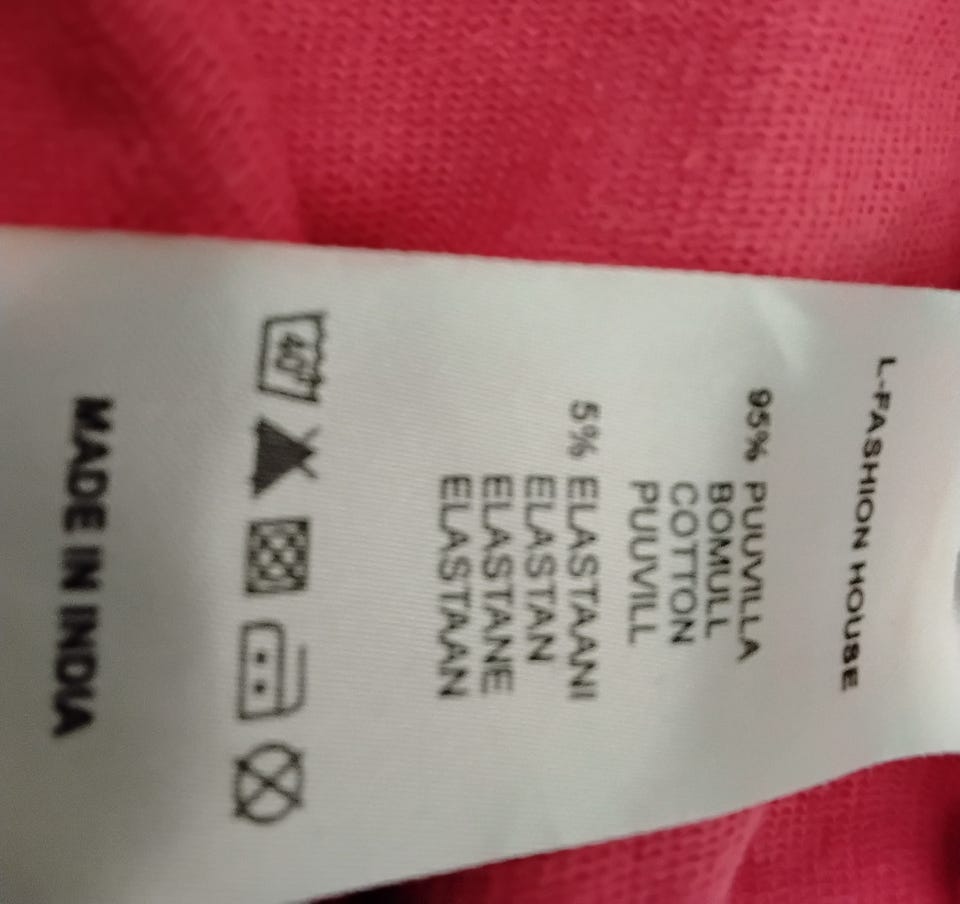 L-FASHION HOUSE
95% PUUVILLA
BOMULL
COTTON
PUUVILL
5% ELASTAANI
ELASTAN
ELASTANE
ELASTAAN
40°
MADE IN INDIA